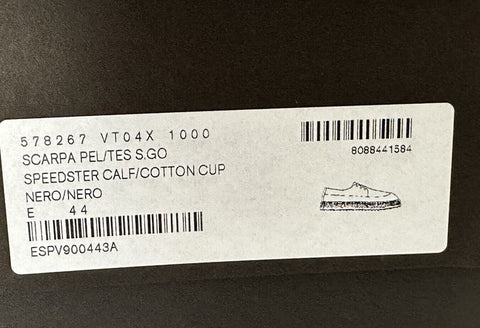 578267 VT04X 1000
SCARPA PEL/TES S.GO
SPEEDSTER CALF/COTTON CUP
NERO/NERO
E 44
ESPV900443A
8088441584